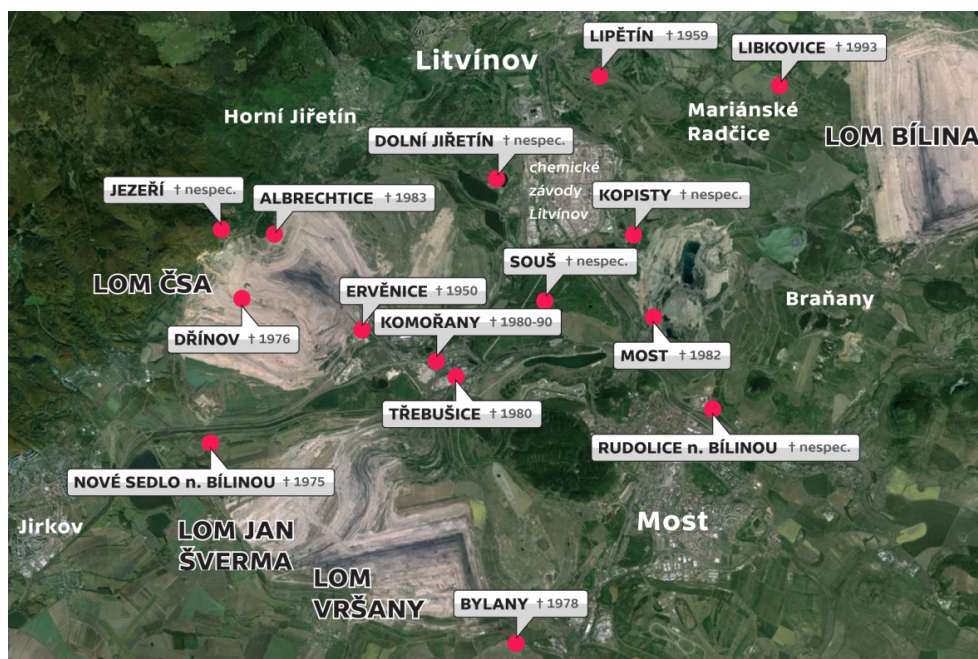 LIPĚTÍN † 1959
LIBKOVICE † 1993
Litvínov
Horní Jiřetín
Mariánské
Radčice
LOM BÍLINA
DOLNÍ JIŘETÍN † nespec.
chemické
závody
Litvínov
JEZEŘÍ † nespec.
ALBRECHTICE † 1983
KOPISTY † nespec.
SOUŠ † nespec.
LOM ČSA
ERVĚNICE † 1950
Braňany
KOMOŘANY † 1980-90
DŘÍNOV † 1976
MOST † 1982
TŘEBUŠICE † 1980
RUDOLICE n. BÍLINOU † nespec.
NOVÉ SEDLO n. BÍLINOU † 1975
Jirkov
LOM JAN
ŠVERMA
Most
LOM
VRŠANY
BYLANY † 1978